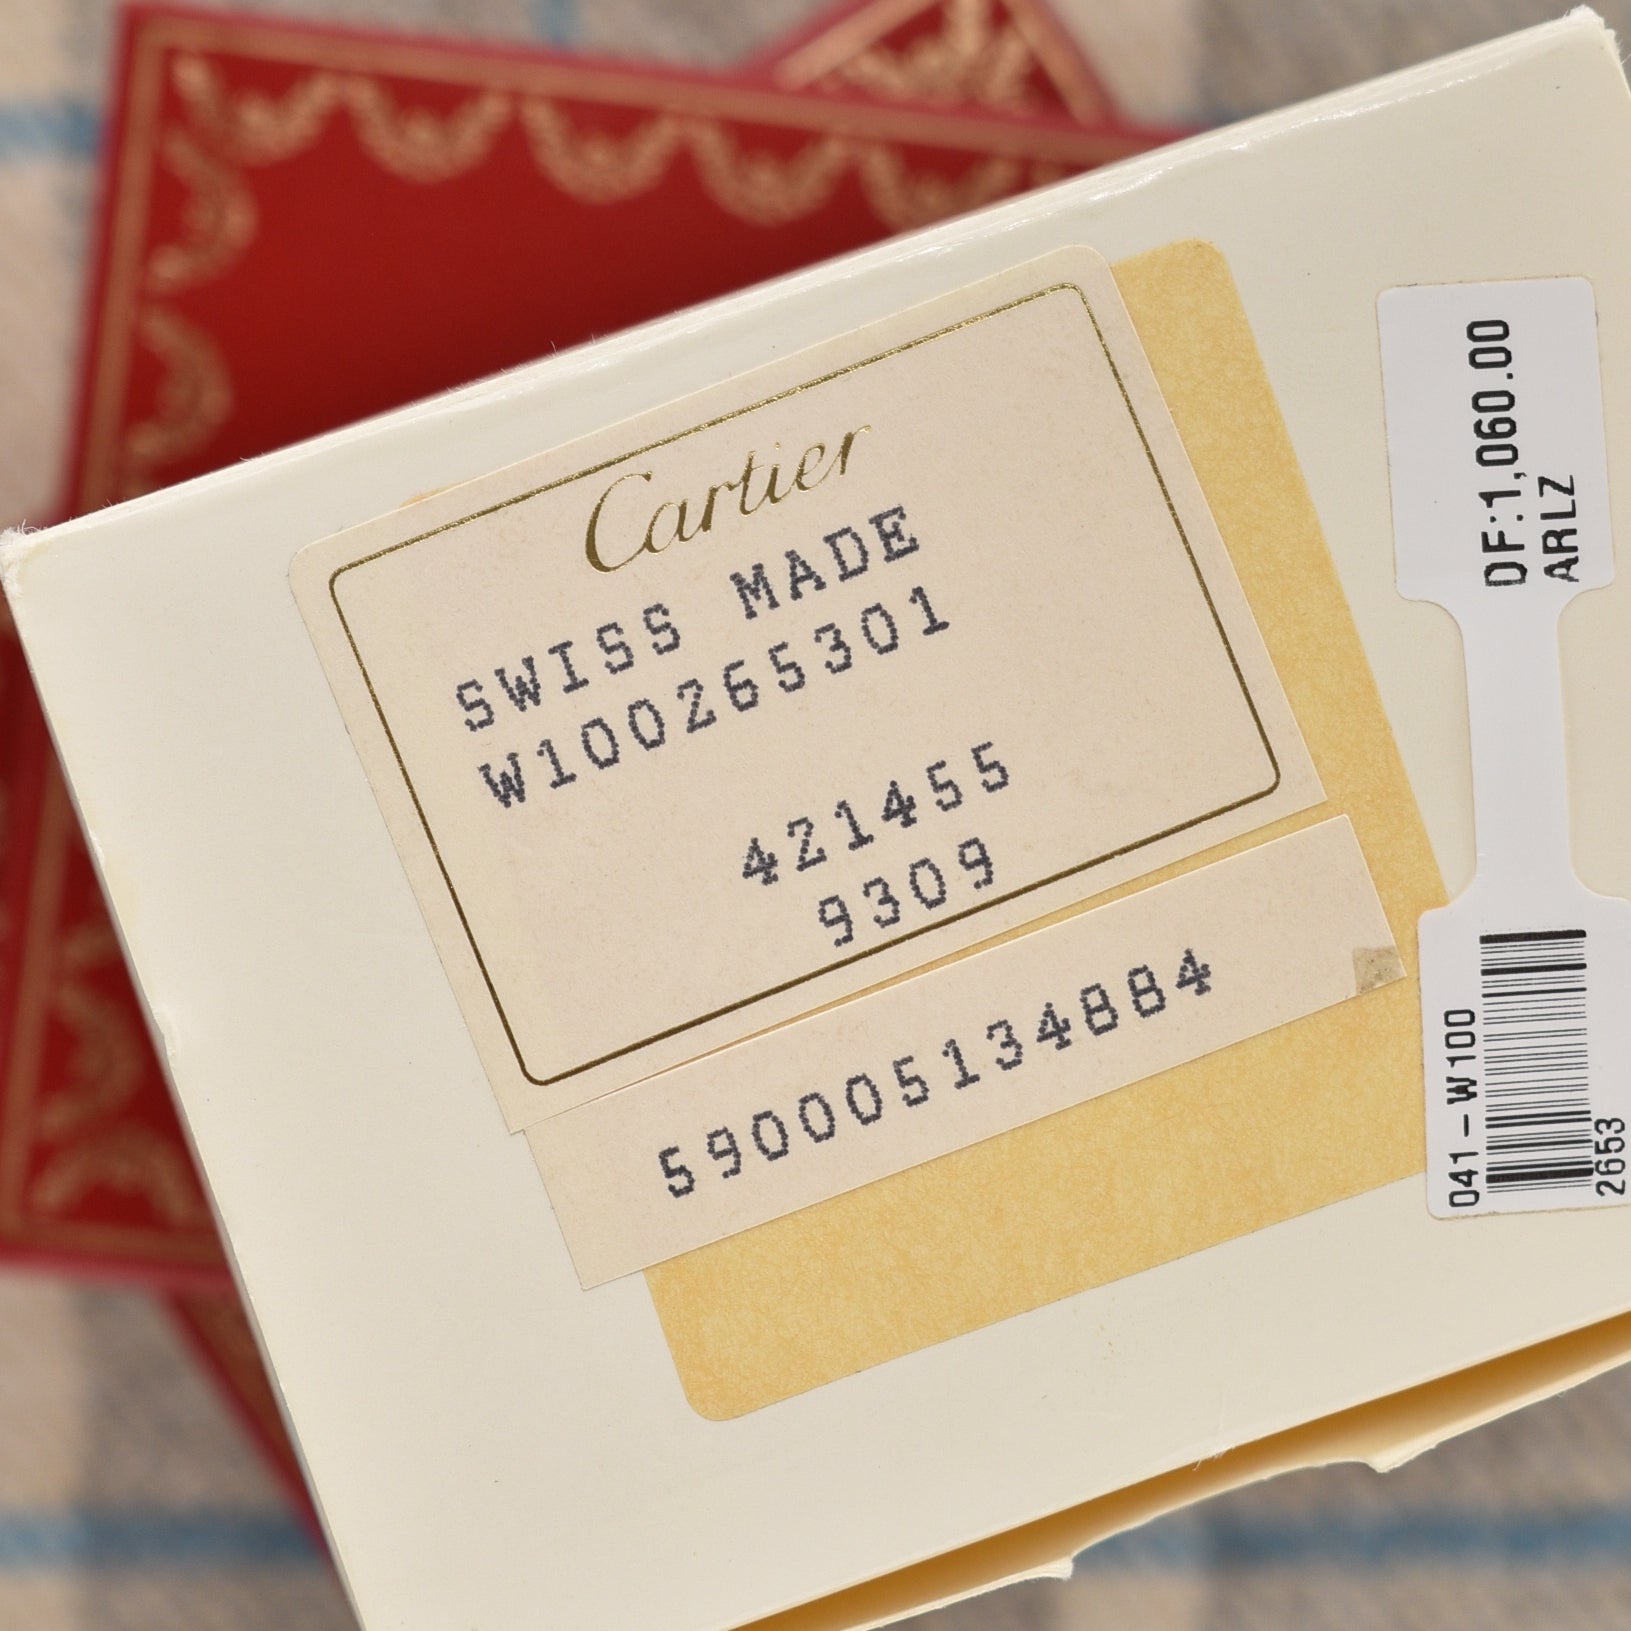 Cartier
SWISS MADE
W100265301
421455
9309
590005134884
DF:1,060.00
ARLZ
041-W100
2653